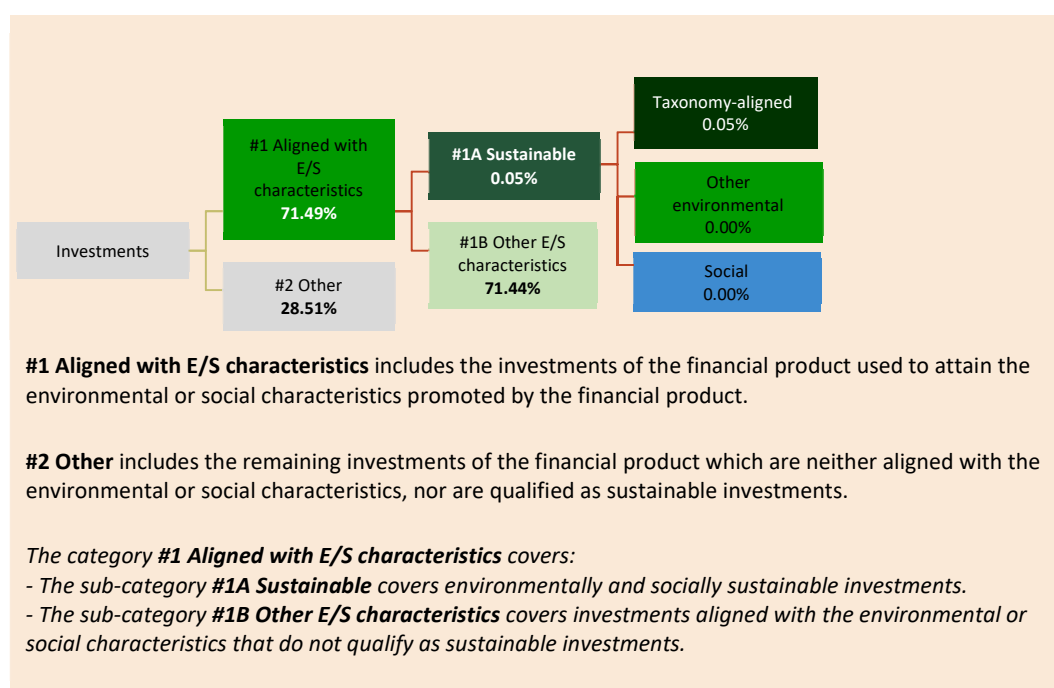 Investments
#1 Aligned with
E/S
characteristics
71.49%
#2 Other
28.51%
#1A Sustainable
0.05%
#1B Other E/S
characteristics
71.44%
Taxonomy-aligned
0.05%
Other
environmental
0.00%
Social
0.00%
#1 Aligned with E/S characteristics includes the investments of the financial product used to attain the
environmental or social characteristics promoted by the financial product.
#2 Other includes the remaining investments of the financial product which are neither aligned with the
environmental or social characteristics, nor are qualified as sustainable investments.
The category #1 Aligned with E/S characteristics covers:
- The sub-category #1A Sustainable covers environmentally and socially sustainable investments.
- The sub-category #1B Other E/S characteristics covers investments aligned with the environmental or
social characteristics that do not qualify as sustainable investments.